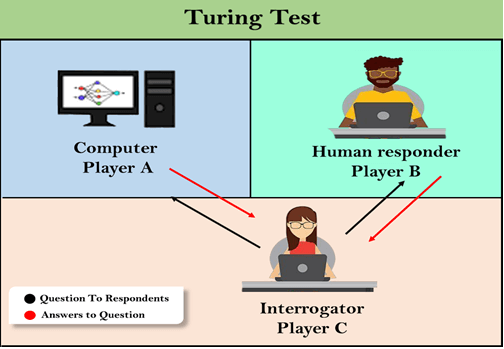 Turing Test
Computer
Player A
Human responder
Player B
Interrogator
Player C
Question To Respondents
Answers to Question